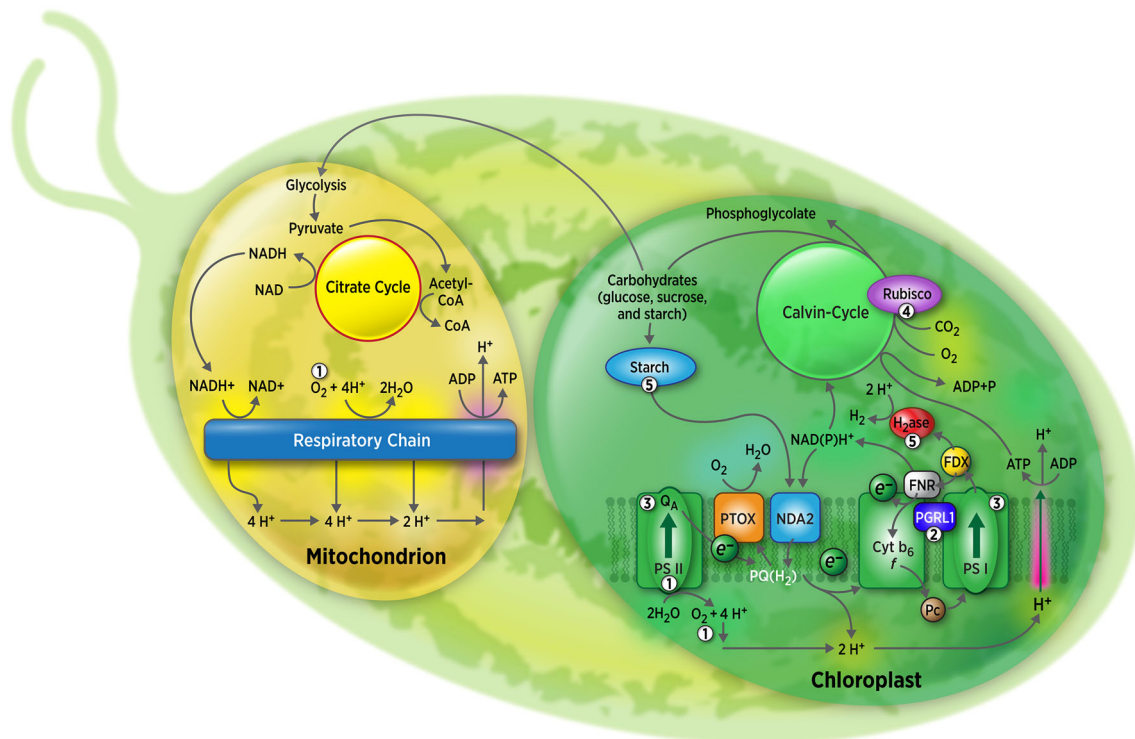 Glycolysis
Pyruvate
NADH
NAD
Citrate Cycle
Acetyl-
CoA
CoA
H⁺
1
NADH+
NAD+
O₂ + 4H⁺
2H₂O
ADP
ATP
Respiratory Chain
4 H⁺
4 H⁺
2 H⁺
Mitochondrion
Phosphoglycolate
Carbohydrates
(glucose, sucrose,
and starch)
Calvin-Cycle
Rubisco
4
CO₂
O₂
ADP+P
Starch
5
2 H⁺
H₂
H₂ase
5
NAD(P)H⁺
FDX
ATP
H⁺
ADP
O₂
H₂O
e⁻
FNR
3
Q_A
PTOX
NDA2
PGRL1
2
3
e⁻
Cyt b₆
f
PS II
1
PQ(H₂)
e⁻
PS I
Pc
H⁺
2H₂O
O₂ + 4 H⁺
1
2 H⁺
Chloroplast